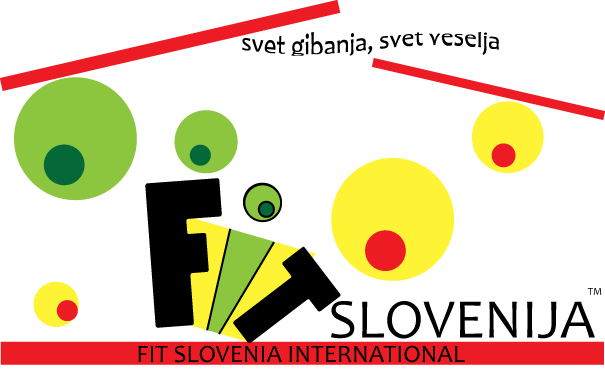 svet gibanja, svet veselja
FiT
SLOVENIJA™
FIT SLOVENIA INTERNATIONAL